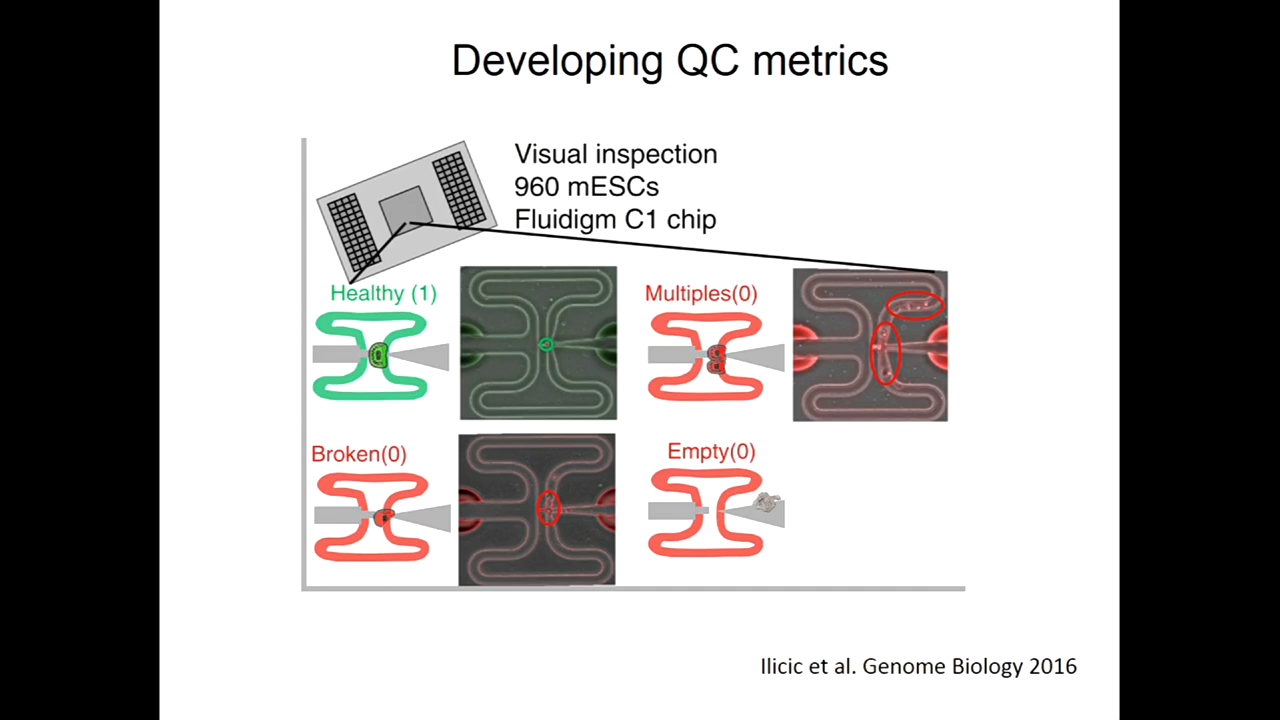 Developing QC metrics
Visual inspection
960 mESCs
Fluidigm C1 chip
Healthy (1)
Multiples(0)
Broken(0)
Empty(0)
Ilicic et al. Genome Biology 2016